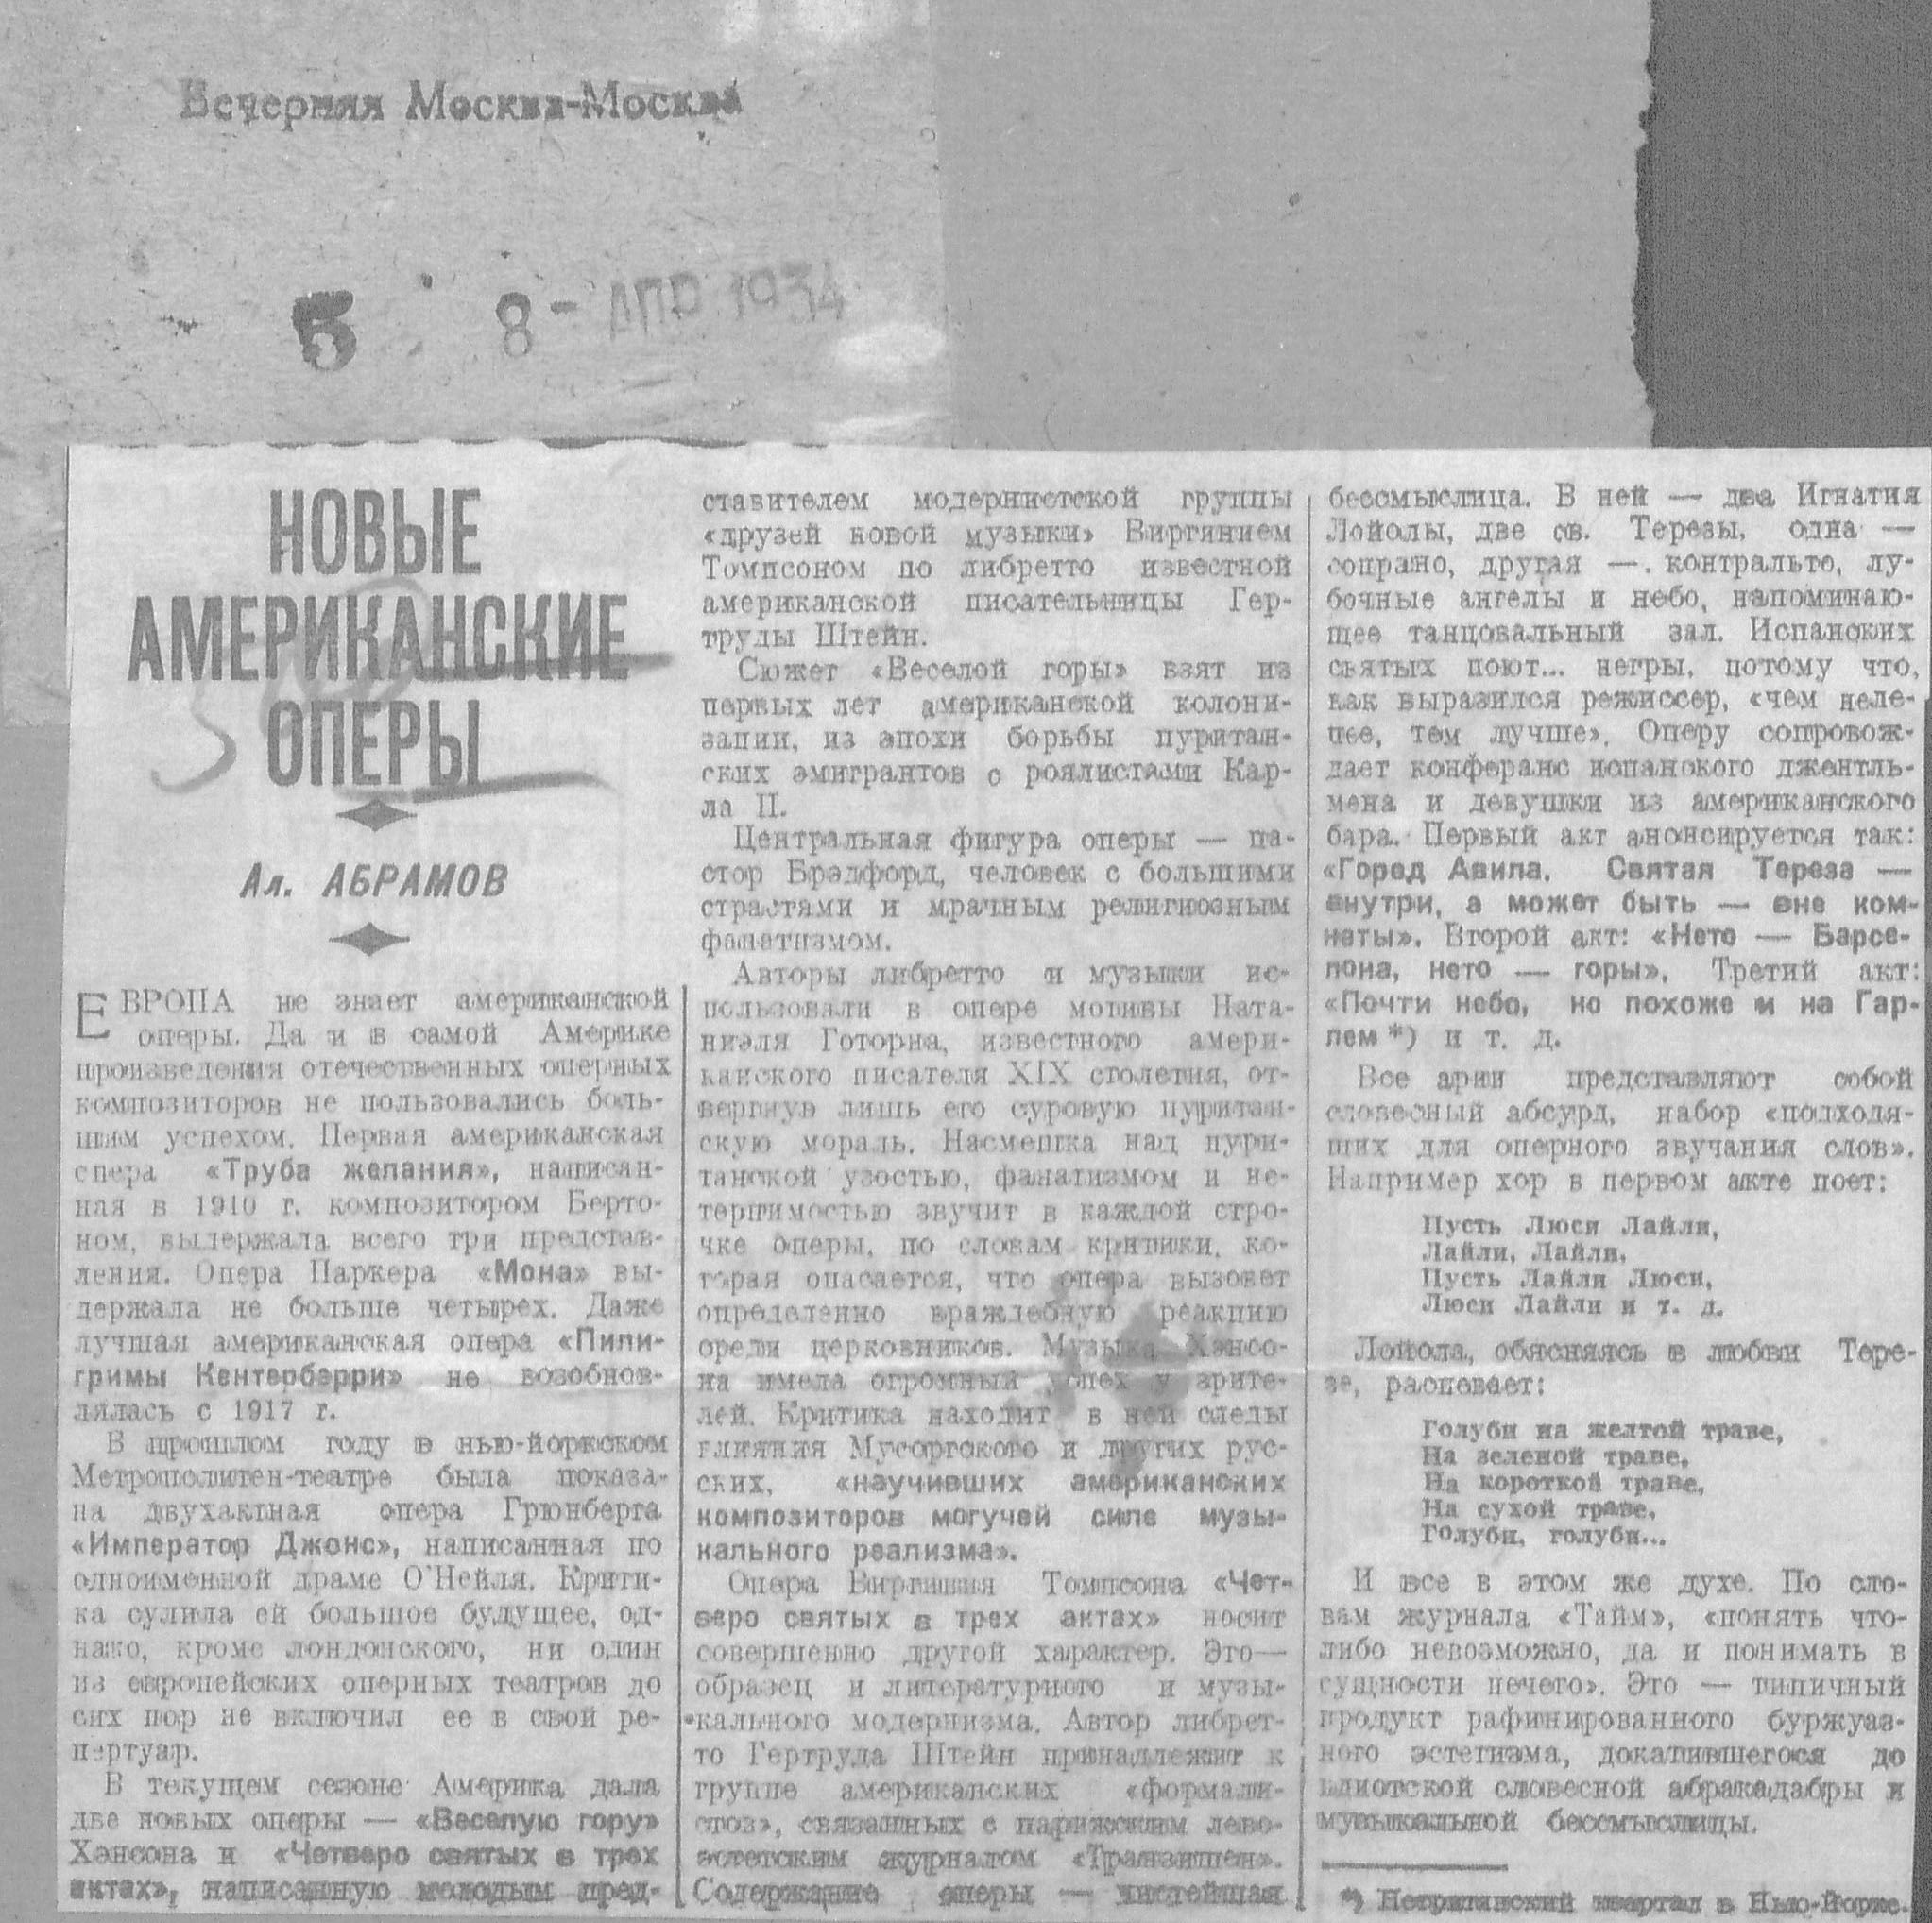 Вечерняя Москва-Москва
5 8- АПР 1934
НОВЫЕ
АМЕРИКАНСКИЕ
ОПЕРЫ
Ал. АБРАМОВ
ЕВРОПА не знает американской
оперы. Да и в самой Америке
произведения отечественных оперных
композиторов не пользовались боль-
шим успехом. Первая американская
опера «Труба желания», написан-
ная в 1910 г. композитором Берто-
ном, выдержала всего три представ-
ления. Опера Паркера «Мона» вы-
держала не больше четырех. Даже
лучшая американская опера «Пили-
гримы Кентерберри» не возобнов-
лялась с 1917 г.
В прошлом году в нью-йоркском
Метрополитен-театре была показа-
на двухактная опера Грюнберга
«Император Джонс», написанная по
одноименной драме О'Нейля. Крити-
ка сулила ей большое будущее, од-
нако, кроме лондонского, ни один
из европейских оперных театров до
сих пор не включил ее в свой ре-
пертуар.
В текущем сезоне Америка дала
две новых оперы — «Веселую гору»
Хансона и «Четверо святых в трех
актах», написанную молодым пред-
ставителем модернистской группы
«друзей новой музыки» Виргинием
Томпсоном по либретто известной
американской писательницы Гер-
труды Штейн.
Сюжет «Веселой горы» взят из
первых лет американской колони-
зации, из эпохи борьбы пуритан-
ских эмигрантов с роялистами Кар-
ла II.
Центральная фигура оперы — па-
стор Брэдфорд, человек с большими
страстями и мрачным религиозным
фанатизмом.
Авторы либретто и музыки ис-
пользовали в опере мотивы Ната-
ниэля Готорна, известного амери-
канского писателя XIX столетия, от-
вергнув лишь его суровую пуритан-
скую мораль. Насмешка над пури-
танской узостью, фанатизмом и не-
терпимостью звучит в каждой стро-
чке оперы, по словам критики, ко-
торая опасается, что опера вызовет
определенно враждебную реакцию
среди церковников. Музыка Хансо-
на имела огромный успех у зрите-
лей. Критика находит в ней следы
влияния Мусоргского и других рус-
ских, «научивших американских
композиторов могучей силе музы-
кального реализма».
Опера Виргиния Томпсона «Чет-
веро святых в трех актах» носит
совершенно другой характер. Это—
образец и литературного и музы-
кального модернизма. Автор либрет-
то Гертруда Штейн принадлежит к
группе американских «формали-
стов», связанных с парижским лево-
эстетским журналом «Транзишен».
Содержание оперы — чистейшая
бессмыслица. В ней — два Игнатия
Лойолы, две св. Терезы, одна —
сопрано, другая —. контральто, лу-
бочные ангелы и небо, напоминаю-
щее танцовальный зал. Испанских
святых поют... негры, потому что,
как выразился режиссер, «чем неле-
пее, тем лучше». Оперу сопровож-
дает конферанс испанского джентль-
мена и девушки из американского
бара. Первый акт анонсируется так:
«Город Авила. Святая Тереза —
внутри, а может быть — вне ком-
наты». Второй акт: «Нето — Барсе-
лона, нето — горы». Третий акт:
«Почти небо, но похоже и на Гар-
лем *) и т. д.
Все арии представляют собой
словесный абсурд, набор «подходя-
щих для оперного звучания слов».
Например хор в первом акте поет:
Пусть Люси Лайли,
Лайли, Лайли,
Пусть Лайли Люси,
Люси Лайли и т. д.
Лойола, обясняясь в любви Тере-
зе, распевает:
Голуби на желтой траве,
На зеленой траве,
На короткой траве,
На сухой траве,
Голуби, голуби...
И все в этом же духе. По сло-
вам журнала «Тайм», «понять что-
либо невозможно, да и понимать в
сущности нечего». Это — типичный
продукт рафинированного буржуаз-
ного эстетизма, докатившегося до
идиотской словесной абракадабры и
музыкальной бессмыслицы.
*) Негритянский квартал в Нью-Йорке.